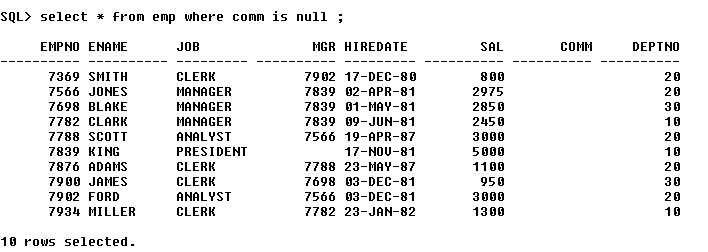 SQL> select * from emp where comm is null ;
EMPNO ENAME JOB MGR HIREDATE SAL COMM DEPTNO
---------- ---------- --------- ---------- --------- ---------- ---------- ----------
7369 SMITH CLERK 7902 17-DEC-80 800 20
7566 JONES MANAGER 7839 02-APR-81 2975 20
7698 BLAKE MANAGER 7839 01-MAY-81 2850 30
7782 CLARK MANAGER 7839 09-JUN-81 2450 10
7788 SCOTT ANALYST 7566 19-APR-87 3000 20
7839 KING PRESIDENT 17-NOV-81 5000 10
7876 ADAMS CLERK 7788 23-MAY-87 1100 20
7900 JAMES CLERK 7698 03-DEC-81 950 30
7902 FORD ANALYST 7566 03-DEC-81 3000 20
7934 MILLER CLERK 7782 23-JAN-82 1300 10
10 rows selected.